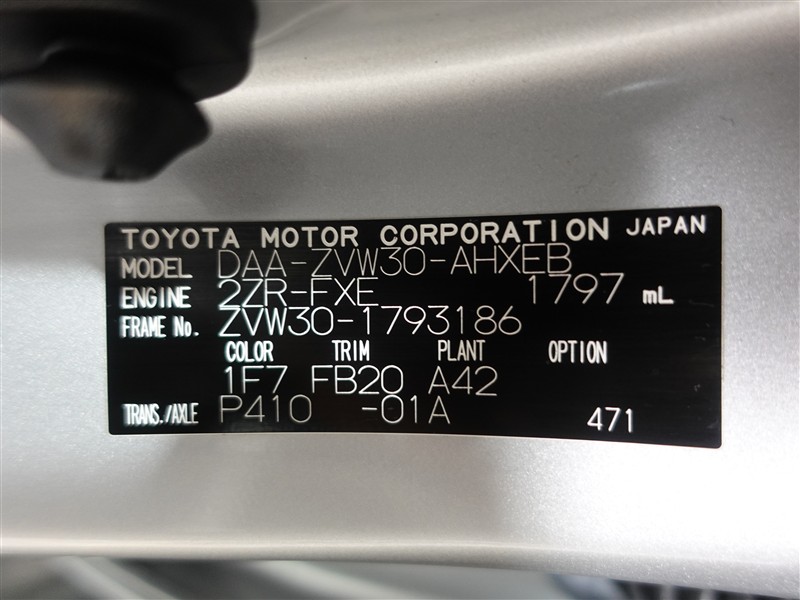 TOYOTA MOTOR CORPORATION JAPAN
MODEL DAA-ZVW30-AHXEB
ENGINE 2ZR-FXE 1797 mL
FRAME No. ZVW30-1793186
COLOR TRIM PLANT OPTION
1F7 FB20 A42
TRANS./AXLE P410 -01A 471